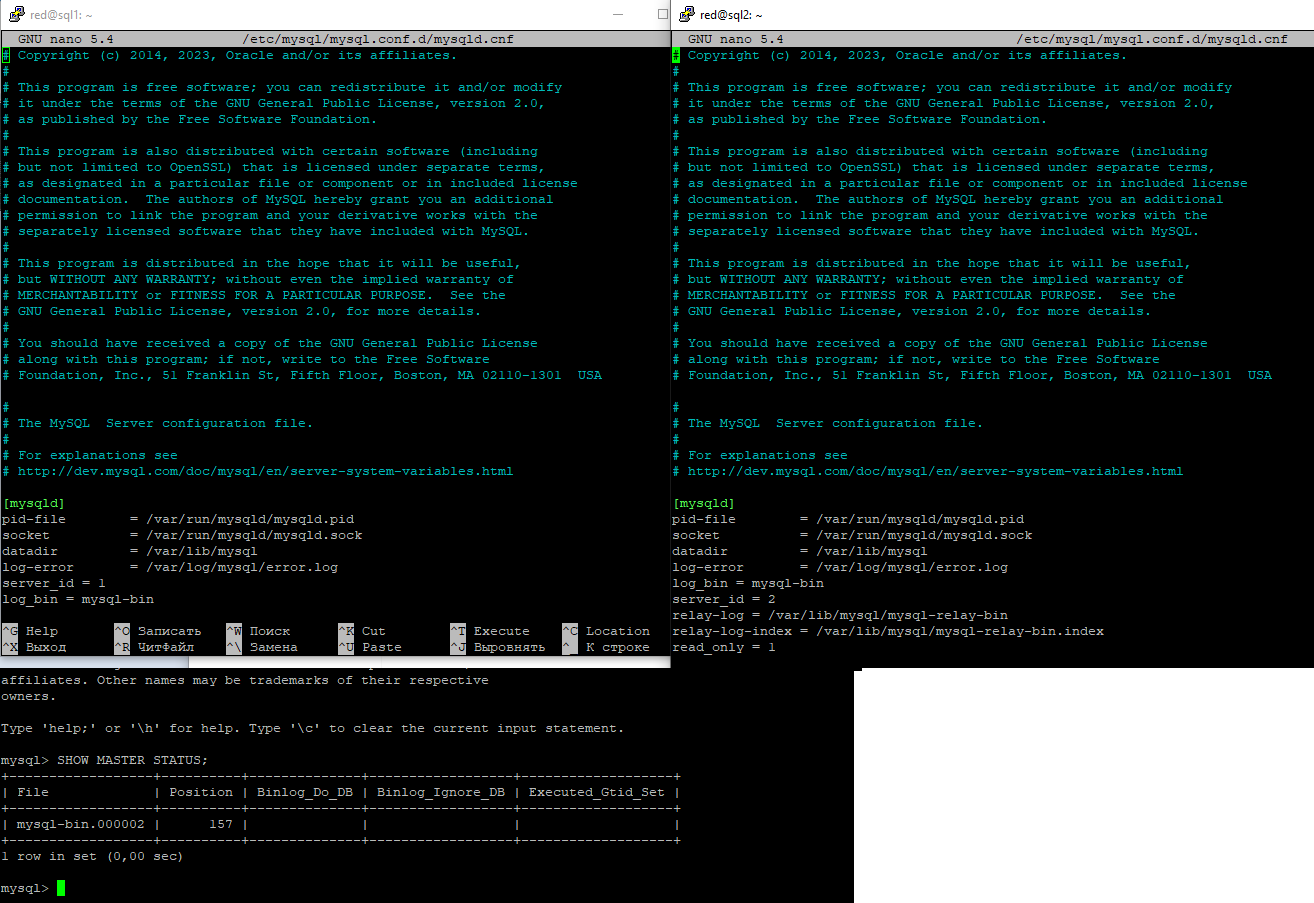 red@sql1: ~
GNU nano 5.4 /etc/mysql/mysql.conf.d/mysqld.cnf
# Copyright (c) 2014, 2023, Oracle and/or its affiliates.
#
# This program is free software; you can redistribute it and/or modify
# it under the terms of the GNU General Public License, version 2.0,
# as published by the Free Software Foundation.
#
# This program is also distributed with certain software (including
# but not limited to OpenSSL) that is licensed under separate terms,
# as designated in a particular file or component or in included license
# documentation.  The authors of MySQL hereby grant you an additional
# permission to link the program and your derivative works with the
# separately licensed software that they have included with MySQL.
#
# This program is distributed in the hope that it will be useful,
# but WITHOUT ANY WARRANTY; without even the implied warranty of
# MERCHANTABILITY or FITNESS FOR A PARTICULAR PURPOSE.  See the
# GNU General Public License, version 2.0, for more details.
#
# You should have received a copy of the GNU General Public License
# along with this program; if not, write to the Free Software
# Foundation, Inc., 51 Franklin St, Fifth Floor, Boston, MA 02110-1301  USA
#
# The MySQL  Server configuration file.
#
# For explanations see
# http://dev.mysql.com/doc/mysql/en/server-system-variables.html
[mysqld]
pid-file        = /var/run/mysqld/mysqld.pid
socket          = /var/run/mysqld/mysqld.sock
datadir         = /var/lib/mysql
log-error       = /var/log/mysql/error.log
server_id = 1
log_bin = mysql-bin
^G Help ^O Записать ^W Поиск ^K Cut ^T Execute ^C Location
^X Выход ^R ЧитФайл ^\ Замена ^U Paste ^J Выровнять ^_ К строке
red@sql2: ~
GNU nano 5.4 /etc/mysql/mysql.conf.d/mysqld.cnf
# Copyright (c) 2014, 2023, Oracle and/or its affiliates.
#
# This program is free software; you can redistribute it and/or modify
# it under the terms of the GNU General Public License, version 2.0,
# as published by the Free Software Foundation.
#
# This program is also distributed with certain software (including
# but not limited to OpenSSL) that is licensed under separate terms,
# as designated in a particular file or component or in included license
# documentation.  The authors of MySQL hereby grant you an additional
# permission to link the program and your derivative works with the
# separately licensed software that they have included with MySQL.
#
# This program is distributed in the hope that it will be useful,
# but WITHOUT ANY WARRANTY; without even the implied warranty of
# MERCHANTABILITY or FITNESS FOR A PARTICULAR PURPOSE.  See the
# GNU General Public License, version 2.0, for more details.
#
# You should have received a copy of the GNU General Public License
# along with this program; if not, write to the Free Software
# Foundation, Inc., 51 Franklin St, Fifth Floor, Boston, MA 02110-1301  USA
#
# The MySQL  Server configuration file.
#
# For explanations see
# http://dev.mysql.com/doc/mysql/en/server-system-variables.html
[mysqld]
pid-file        = /var/run/mysqld/mysqld.pid
socket          = /var/run/mysqld/mysqld.sock
datadir         = /var/lib/mysql
log-error       = /var/log/mysql/error.log
log_bin = mysql-bin
server_id = 2
relay-log = /var/lib/mysql/mysql-relay-bin
relay-log-index = /var/lib/mysql/mysql-relay-bin.index
read_only = 1
affiliates. Other names may be trademarks of their respective
owners.
Type 'help;' or '\h' for help. Type '\c' to clear the current input statement.
mysql> SHOW MASTER STATUS;
+------------------+----------+--------------+------------------+-------------------+
| File             | Position | Binlog_Do_DB | Binlog_Ignore_DB | Executed_Gtid_Set |
+------------------+----------+--------------+------------------+-------------------+
| mysql-bin.000002 |      157 |              |                  |                   |
+------------------+----------+--------------+------------------+-------------------+
1 row in set (0,00 sec)
mysql>